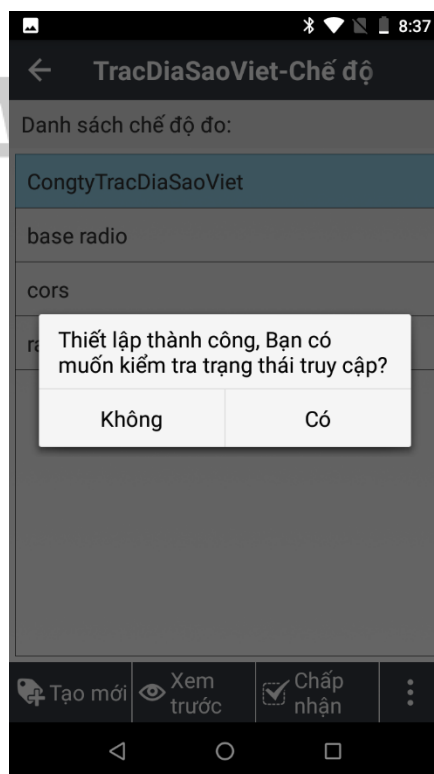 8:37
TracDiaSaoViet-Chế độ
Danh sách chế độ đo:
CongtyTracDiaSaoViet
base radio
cors
Thiết lập thành công, Bạn có
muốn kiểm tra trạng thái truy cập?
Không
Có
Tạo mới
Xem
trước
Chấp
nhận